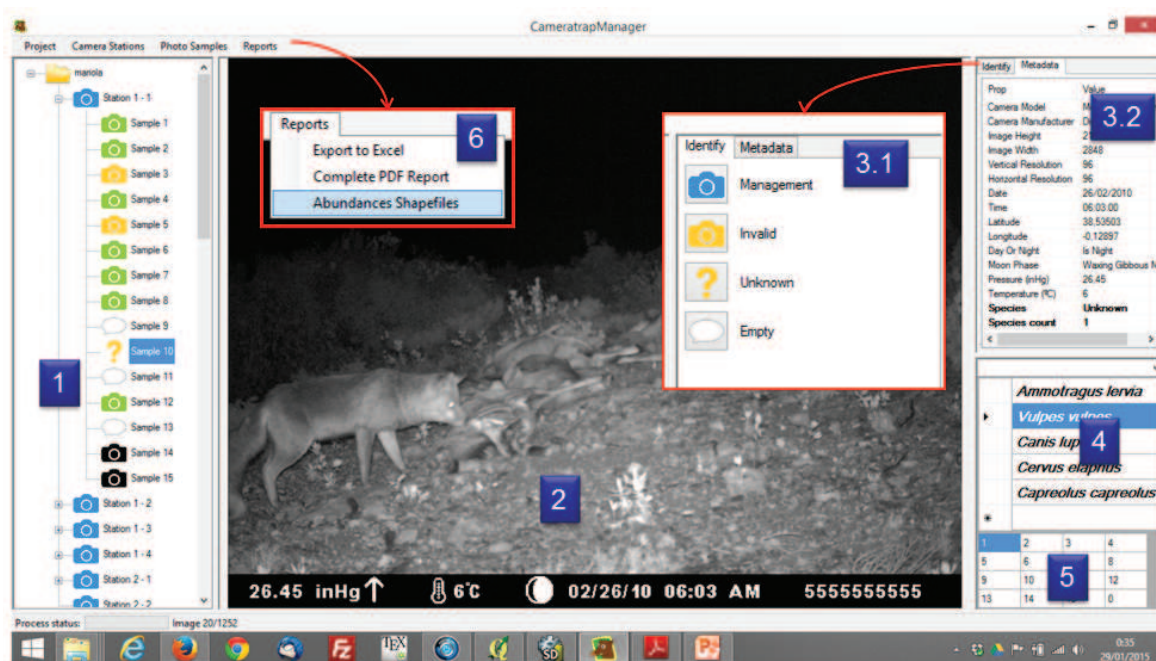 CameratrapManager
Project Camera Stations Photo Samples Reports
mariola
Station 1 - 1
Sample 1
Sample 2
Sample 3
Sample 4
Sample 5
Sample 6
Sample 7
Sample 8
Sample 9
Sample 10
Sample 11
Sample 12
Sample 13
Sample 14
Sample 15
Station 1 - 2
Station 1 - 3
Station 1 - 4
Station 2 - 1
Station 2 - 2
1
Reports
6
Export to Excel
Complete PDF Report
Abundances Shapefiles
Identify Metadata
3.1
Management
Invalid
Unknown
Empty
2
26.45 inHg 6°C 02/26/10 06:03 AM 5555555555
Identify Metadata
3.2
Prop Value
Camera Model
Camera Manufacturer
Image Height
Image Width 2848
Vertical Resolution 96
Horizontal Resolution 96
Date 26/02/2010
Time 06:03:00
Latitude 38,53503
Longitude -0,12897
Day Or Night Is Night
Moon Phase Waxing Gibbous
Pressure (inHg) 26.45
Temperature (ºC) 6
Species Unknown
Species count 1
Ammotragus lervia
Vulpes vulpes
4
Canis
Cervus elaphus
Capreolus capreolus
1 2 3 4
5 6 8
9 10 12
13 14 0
5
Process status: Image 20/1252
TEX
SD
0:35
29/01/2015